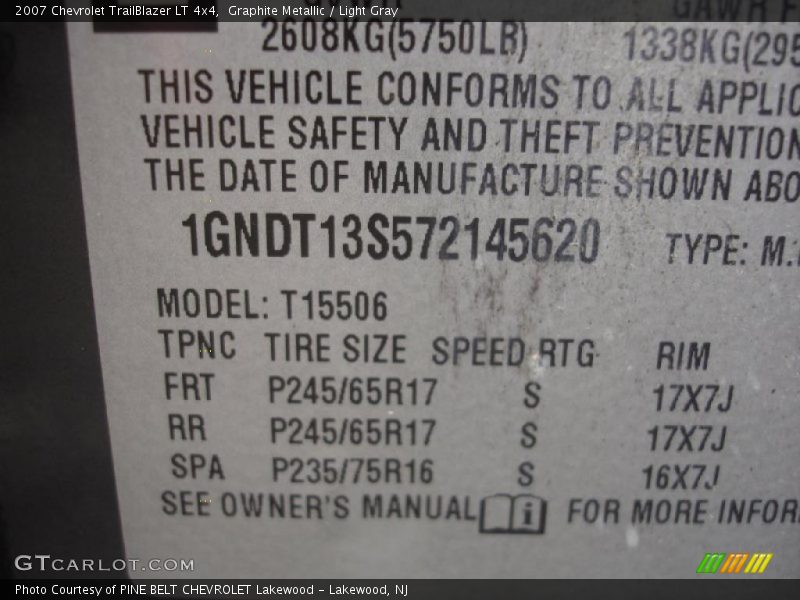 2007 Chevrolet TrailBlazer LT 4x4,  Graphite Metallic / Light Gray
GAWR F
2608KG(5750LB) 1338KG(295
THIS VEHICLE CONFORMS TO ALL APPLIC
VEHICLE SAFETY AND THEFT PREVENTION
THE DATE OF MANUFACTURE SHOWN ABO
1GNDT13S572145620 TYPE: M.
MODEL: T15506
TPNC TIRE SIZE SPEED RTG RIM
FRT P245/65R17 S 17X7J
RR P245/65R17 S 17X7J
SPA P235/75R16 S 16X7J
SEE OWNER'S MANUAL i FOR MORE INFOR
GTCARLOT.COM
Photo Courtesy of PINE BELT CHEVROLET Lakewood - Lakewood, NJ